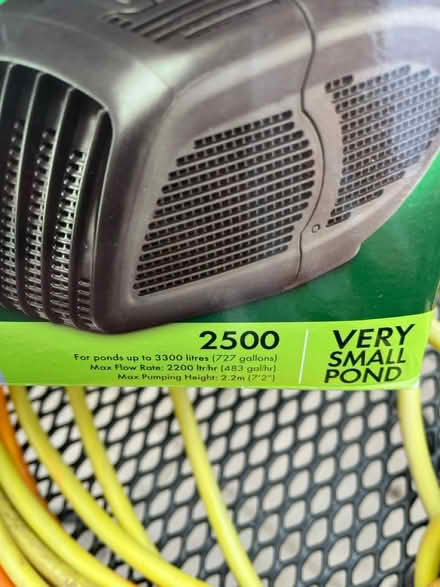 2500
For ponds up to 3300 litres (727 gallons)
Max Flow Rate: 2200 ltr/hr (483 gal/hr)
Max Pumping Height: 2.2m (7'2")
VERY
SMALL
POND